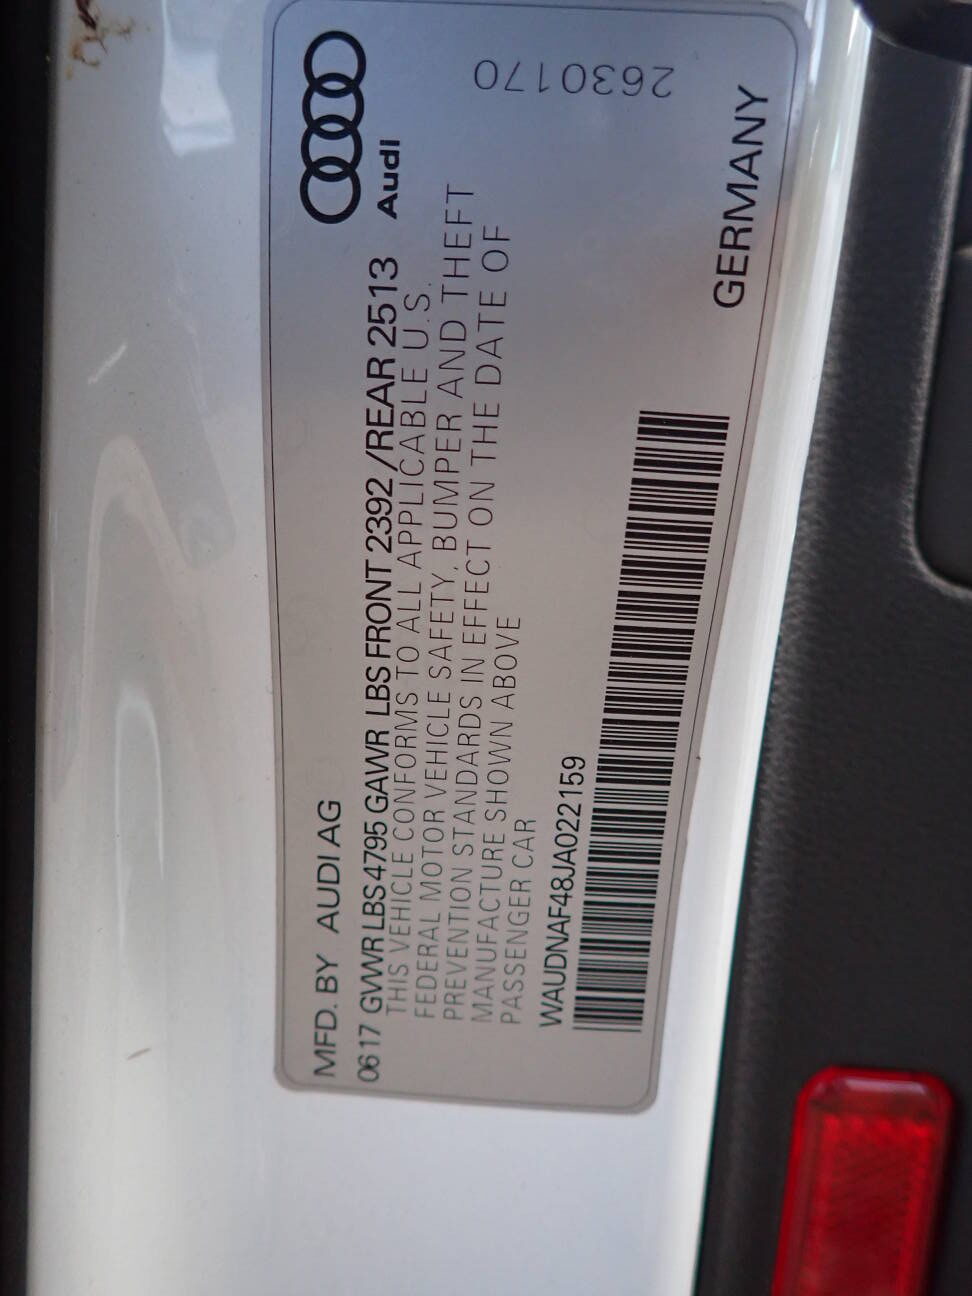 MFD. BY AUDI AG
Audi
0617 GVWR LBS 4795 GAWR LBS FRONT 2392 /REAR 2513
THIS VEHICLE CONFORMS TO ALL APPLICABLE U.S.
FEDERAL MOTOR VEHICLE SAFETY, BUMPER AND THEFT
PREVENTION STANDARDS IN EFFECT ON THE DATE OF
MANUFACTURE SHOWN ABOVE
PASSENGER CAR
WAUDNAF48JA022159
GERMANY
2630170